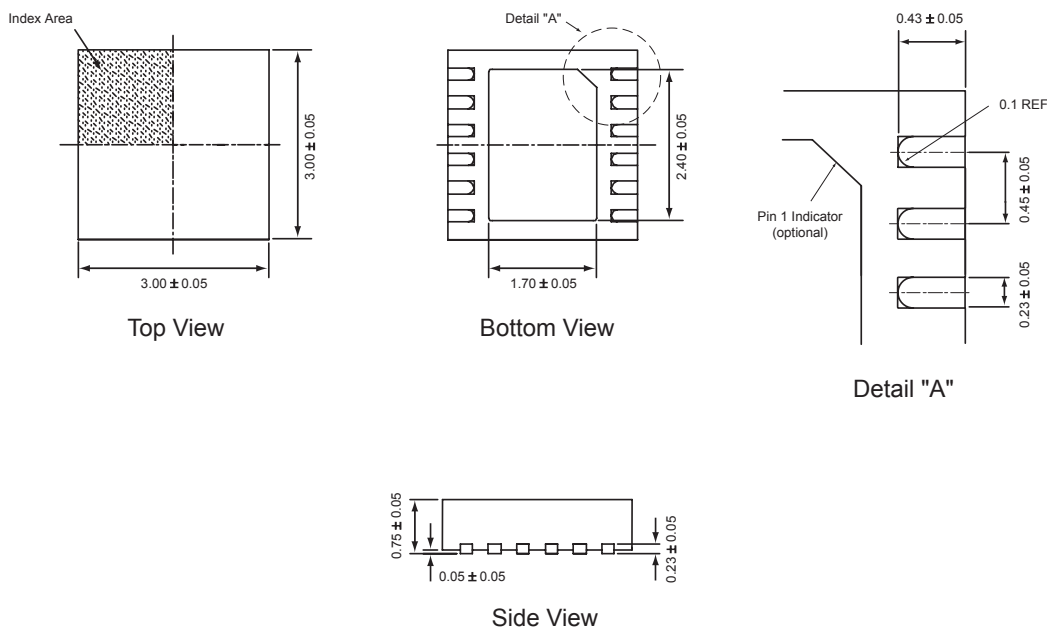 Index Area
3.00 ± 0.05
3.00 ± 0.05
Top View
Detail "A"
2.40 ± 0.05
1.70 ± 0.05
Bottom View
0.43 ± 0.05
0.1 REF
0.45 ± 0.05
Pin 1 Indicator
(optional)
0.23 ± 0.05
Detail "A"
0.75 ± 0.05
0.05 ± 0.05
0.23 ± 0.05
Side View